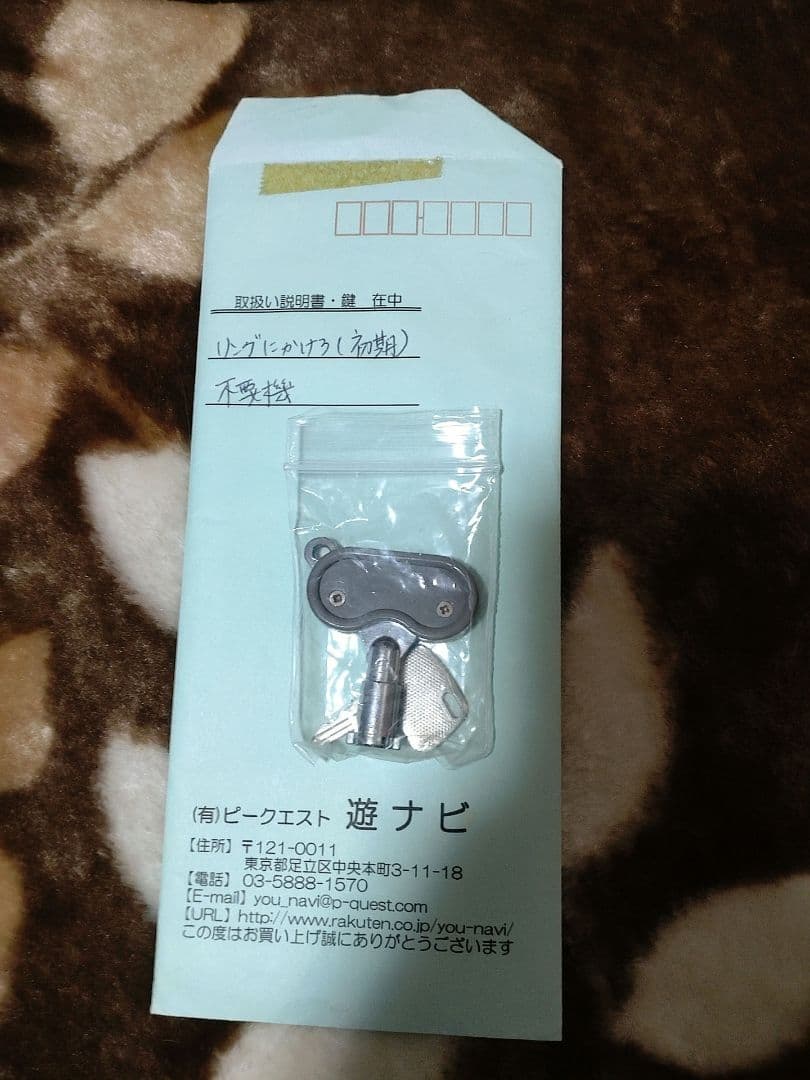 取扱い説明書・鍵 在中
リングにかけろ(初期)
不要機
(有)ピークエスト 遊ナビ
【住所】〒121-0011
東京都足立区中央本町3-11-18
【電話】 03-5888-1570
【E-mail】you_navi@p-quest.com
【URL】http://www.rakuten.co.jp/you-navi/
この度はお買い上げ誠にありがとうございます